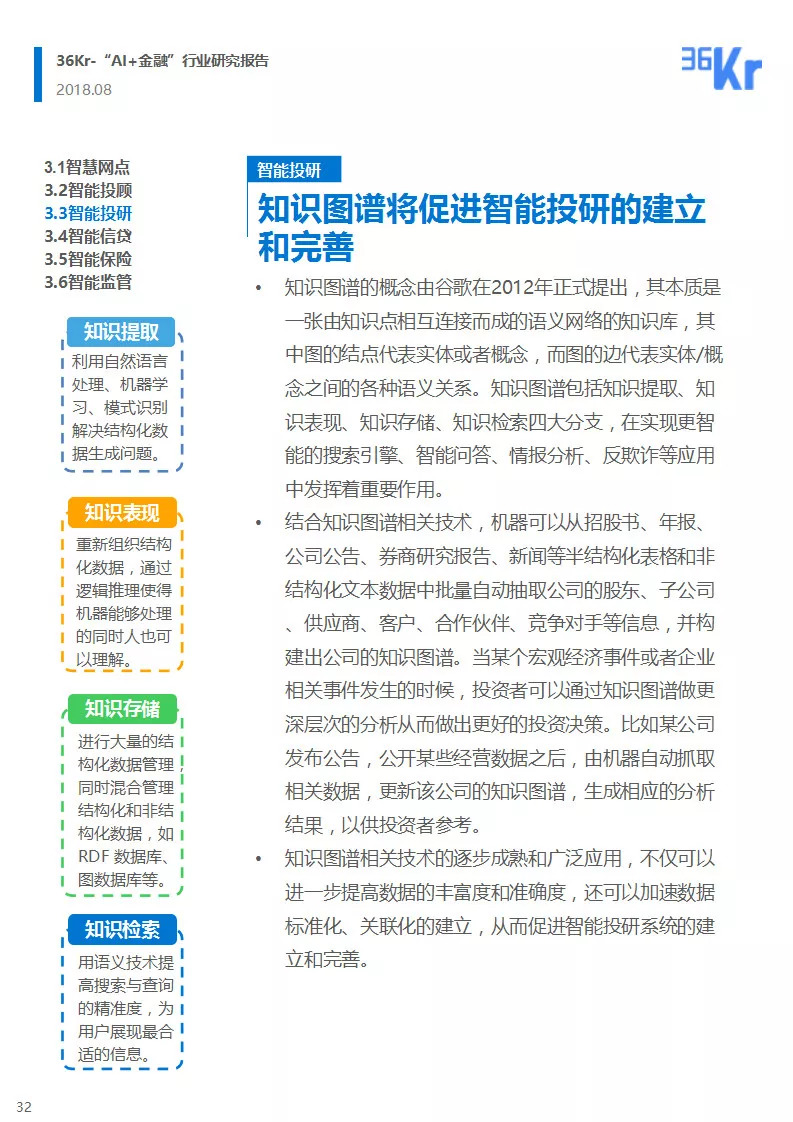 36Kr-“AI+金融”行业研究报告
2018.08
36Kr
3.1智慧网点
3.2智能投顾
3.3智能投研
3.4智能信贷
3.5智能保险
3.6智能监管
知识提取
利用自然语言
处理、机器学
习、模式识别
解决结构化数
据生成问题。
知识表现
重新组织结构
化数据，通过
逻辑推理使得
机器能够处理
的同时人也可
以理解。
知识存储
进行大量的结
构化数据管理，
同时混合管理
结构化和非结
构化数据，如
RDF 数据库、
图数据库等。
知识检索
用语义技术提
高搜索与查询
的精准度，为
用户展现最合
适的信息。
智能投研
知识图谱将促进智能投研的建立
和完善
• 知识图谱的概念由谷歌在2012年正式提出，其本质是
一张由知识点相互连接而成的语义网络的知识库，其
中图的结点代表实体或者概念，而图的边代表实体/概
念之间的各种语义关系。知识图谱包括知识提取、知
识表现、知识存储、知识检索四大分支，在实现更智
能的搜索引擎、智能问答、情报分析、反欺诈等应用
中发挥着重要作用。
• 结合知识图谱相关技术，机器可以从招股书、年报、
公司公告、券商研究报告、新闻等半结构化表格和非
结构化文本数据中批量自动抽取公司的股东、子公司
、供应商、客户、合作伙伴、竞争对手等信息，并构
建出公司的知识图谱。当某个宏观经济事件或者企业
相关事件发生的时候，投资者可以通过知识图谱做更
深层次的分析从而做出更好的投资决策。比如某公司
发布公告，公开某些经营数据之后，由机器自动抓取
相关数据，更新该公司的知识图谱，生成相应的分析
结果，以供投资者参考。
• 知识图谱相关技术的逐步成熟和广泛应用，不仅可以
进一步提高数据的丰富度和准确度，还可以加速数据
标准化、关联化的建立，从而促进智能投研系统的建
立和完善。
32